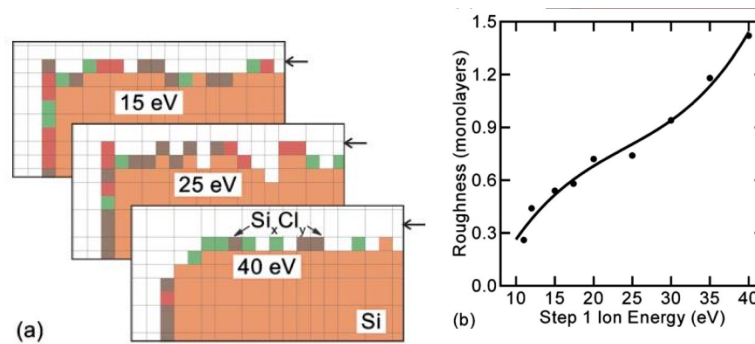 15 eV
25 eV
SixCly
40 eV
Si
(a)
1.5
1.2
0.9
0.6
0.3
0.0
Roughness (monolayers)
10 15 20 25 30 35 40
Step 1 Ion Energy (eV)
(b)